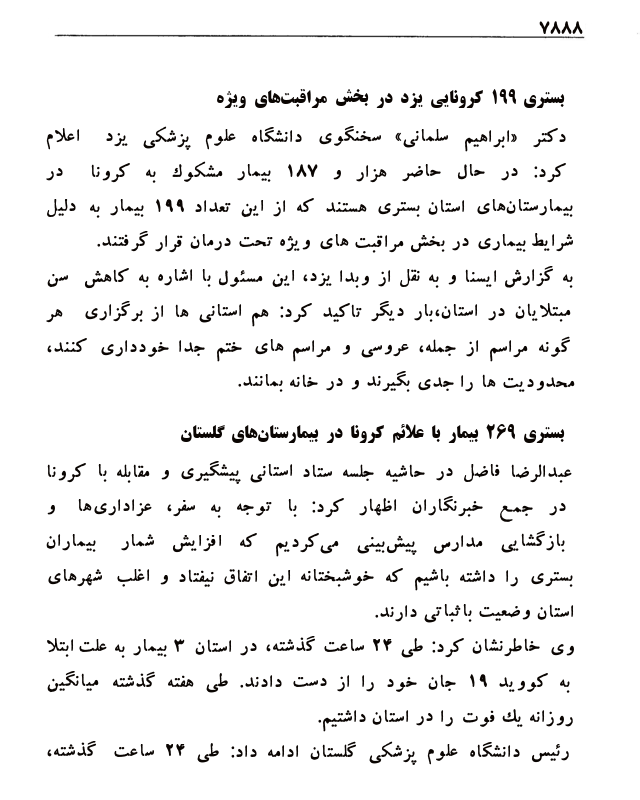 ۷۸۸۸
بستری ۱۹۹ کرونایی یزد در بخش مراقبت‌های ویژه
دکتر «ابراهیم سلمانی» سخنگوی دانشگاه علوم پزشکی یزد اعلام
کرد: در حال حاضر هزار و ۱۸۷ بیمار مشکوك به کرونا در
بیمارستان‌های استان بستری هستند که از این تعداد ۱۹۹ بیمار به دلیل
شرایط بیماری در بخش مراقبت های ویژه تحت درمان قرار گرفتند.
به گزارش ایسنا و به نقل از وبدا یزد، این مسئول با اشاره به کاهش سن
مبتلایان در استان،بار دیگر تاکید کرد: هم استانی ها از برگزاری هر
گونه مراسم از جمله، عروسی و مراسم های ختم جدا خودداری کنند،
محدودیت ها را جدی بگیرند و در خانه بمانند.
بستری ۲۶۹ بیمار با علائم کرونا در بیمارستان‌های گلستان
عبدالرضا فاضل در حاشیه جلسه ستاد استانی پیشگیری و مقابله با کرونا
در جمع خبرنگاران اظهار کرد: با توجه به سفر، عزاداری‌ها و
بازگشایی مدارس پیش‌بینی می‌کردیم که افزایش شمار بیماران
بستری را داشته باشیم که خوشبختانه این اتفاق نیفتاد و اغلب شهرهای
استان وضعیت با ثباتی دارند.
وی خاطرنشان کرد: طی ۲۴ ساعت گذشته، در استان ۳ بیمار به علت ابتلا
به کووید ۱۹ جان خود را از دست دادند. طی هفته گذشته میانگین
روزانه یك فوت را در استان داشتیم.
رئیس دانشگاه علوم پزشکی گلستان ادامه داد: طی ۲۴ ساعت گذشته،